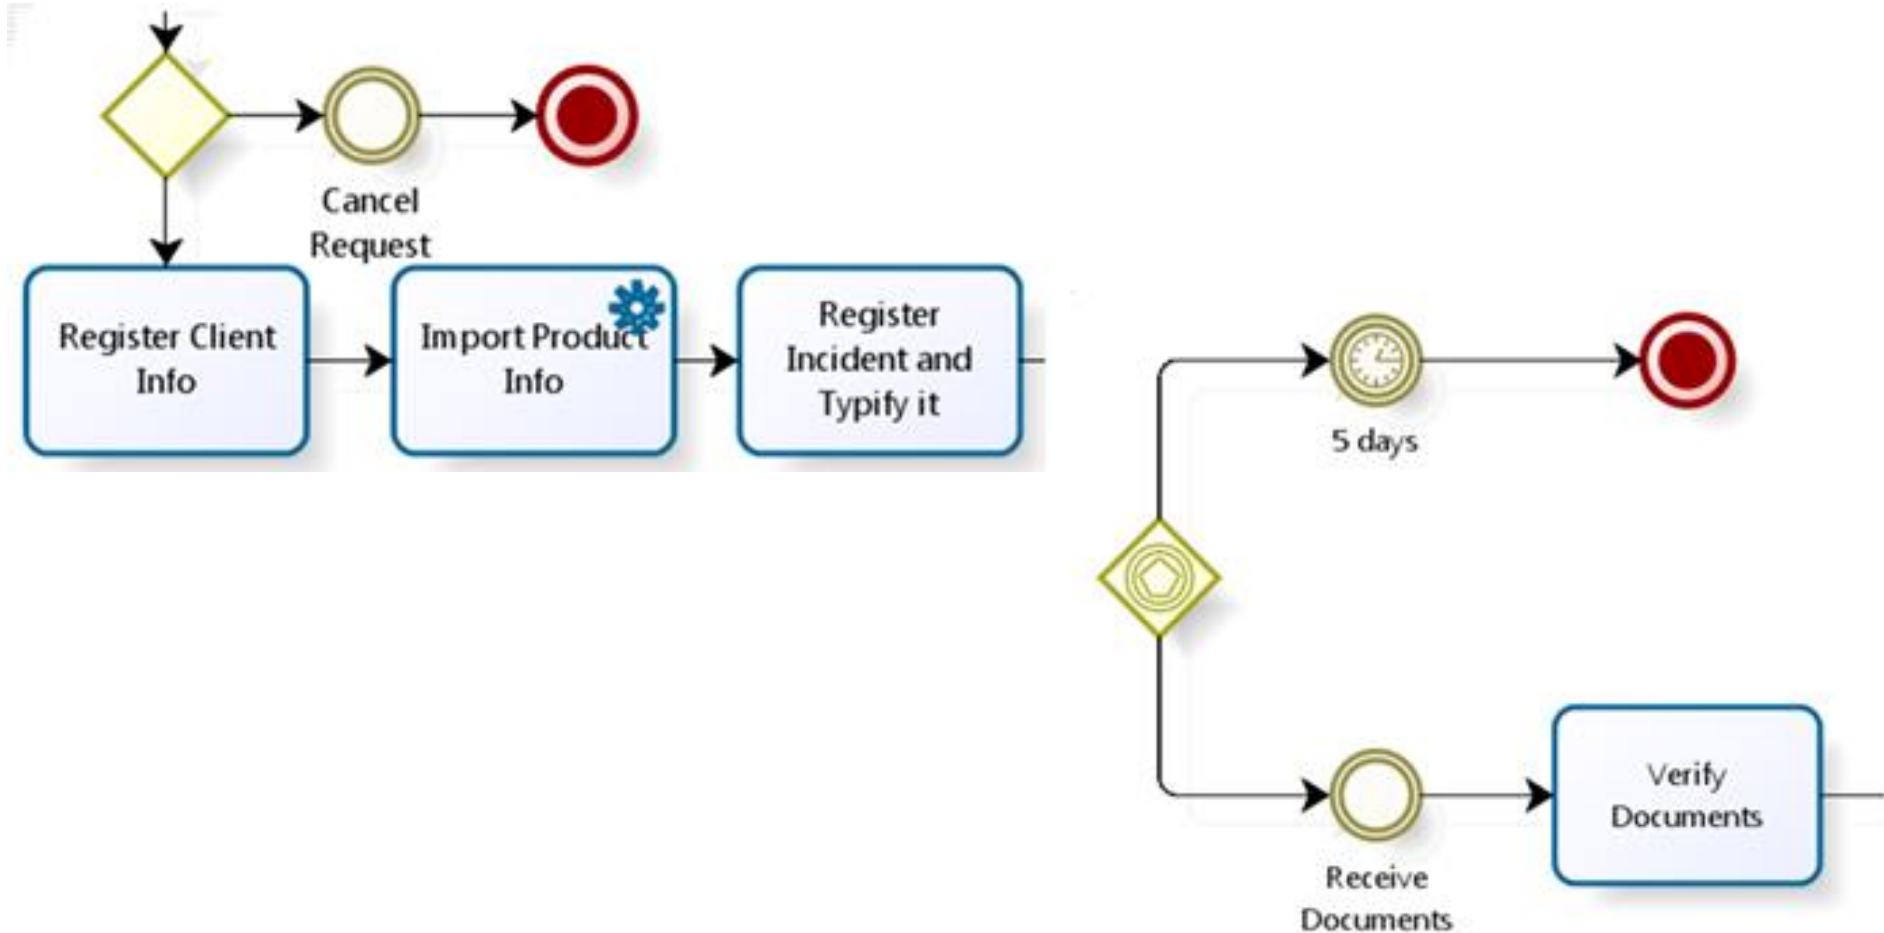 Cancel
Request
Register Client
Info
Import Product
Info
Register
Incident and
Typify it
5 days
Verify
Documents
Receive
Documents